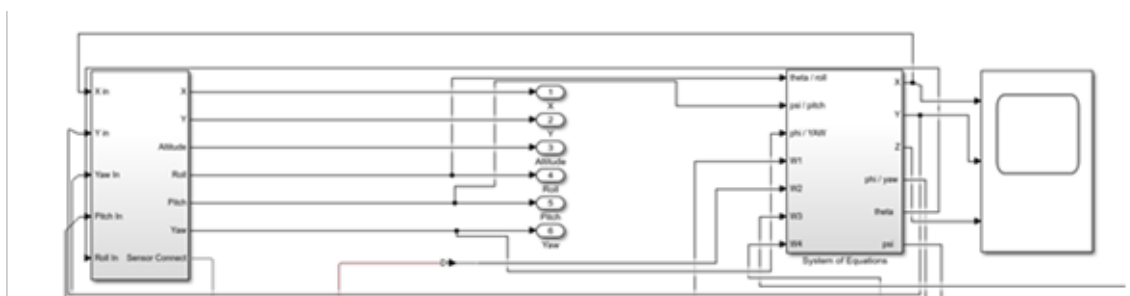 X in
Y in
Yaw In
Pitch In
Roll In
X
Y
Altitude
Roll
Pitch
Yaw
Sensor Connect
1
X
2
Y
3
Altitude
4
Roll
5
Pitch
6
Yaw
theta / roll
psi / pitch
phi / YAW
W1
W2
W3
W4
X
Y
Z
phi / yaw
theta
psi
System of Equations